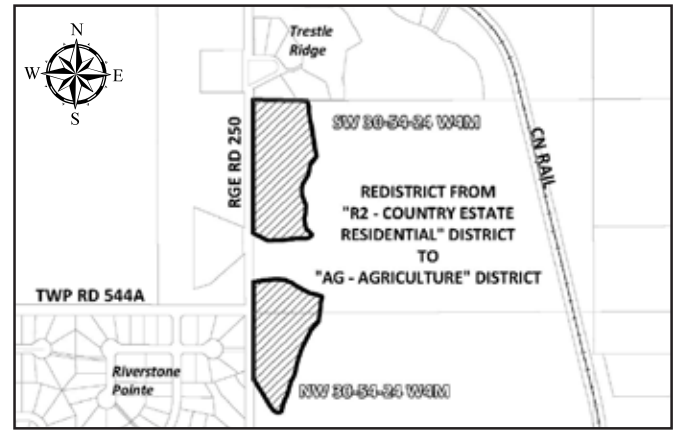 N
W
E
S
Trestle
Ridge
SW 30-54-24 W4M
RGE RD 250
CN RAIL
REDISTRICT FROM
"R2 - COUNTRY ESTATE
RESIDENTIAL" DISTRICT
TO
"AG - AGRICULTURE" DISTRICT
TWP RD 544A
Riverstone
Pointe
NW 30-54-24 W4M